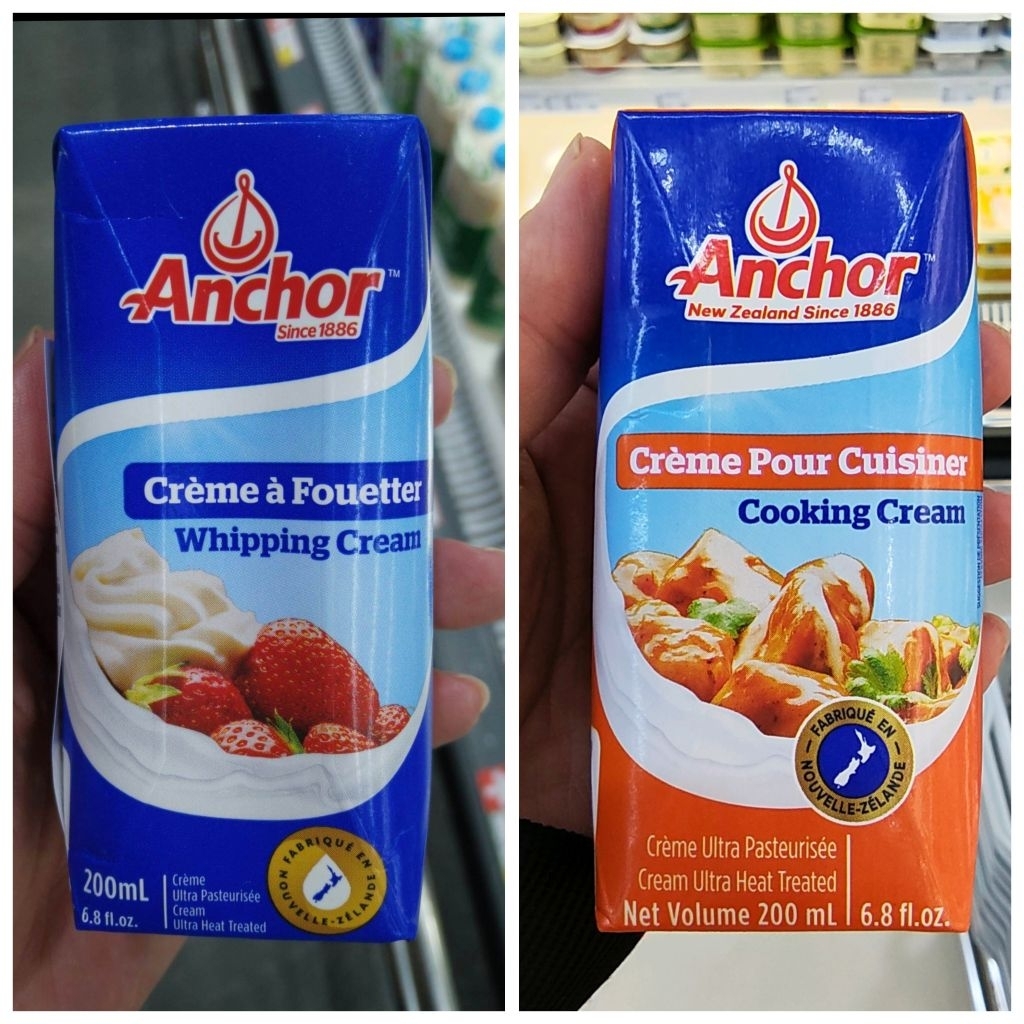 Anchor™
Since 1886
Crème à Fouetter
Whipping Cream
200mL
6.8 fl.oz.
Crème
Ultra Pasteurisée
Cream
Ultra Heat Treated
FABRIQUÉ EN
NOUVELLE-ZÉLANDE
Anchor™
New Zealand Since 1886
Crème Pour Cuisiner
Cooking Cream
FABRIQUÉ EN
NOUVELLE-ZÉLANDE
Crème Ultra Pasteurisée
Cream Ultra Heat Treated
Net Volume 200 mL
6.8 fl.oz.